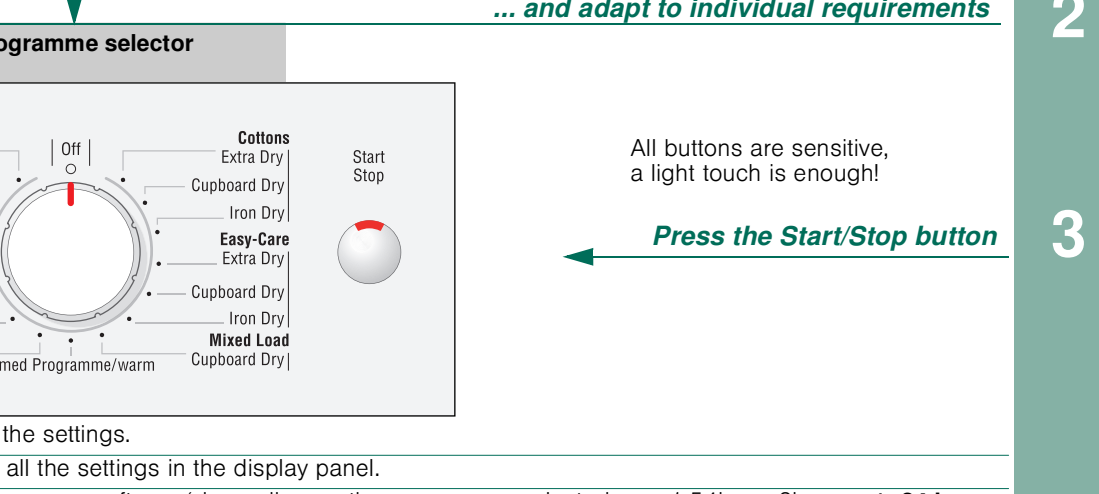 ... and adapt to individual requirements
2
ogramme selector
Off
Cottons
Extra Dry
Cupboard Dry
Iron Dry
Easy-Care
Extra Dry
Cupboard Dry
Iron Dry
Mixed Load
Cupboard Dry
med Programme/warm
Start
Stop
All buttons are sensitive,
a light touch is enough!
Press the Start/Stop button
3
the settings.
all the settings in the display panel.